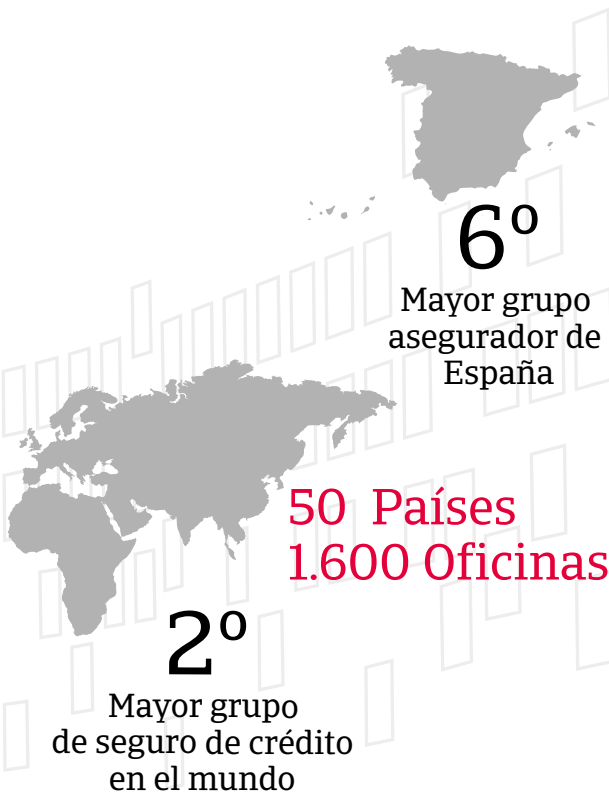 6º
Mayor grupo
asegurador de
España
50 Países
1.600 Oficinas
2º
Mayor grupo
de seguro de crédito
en el mundo